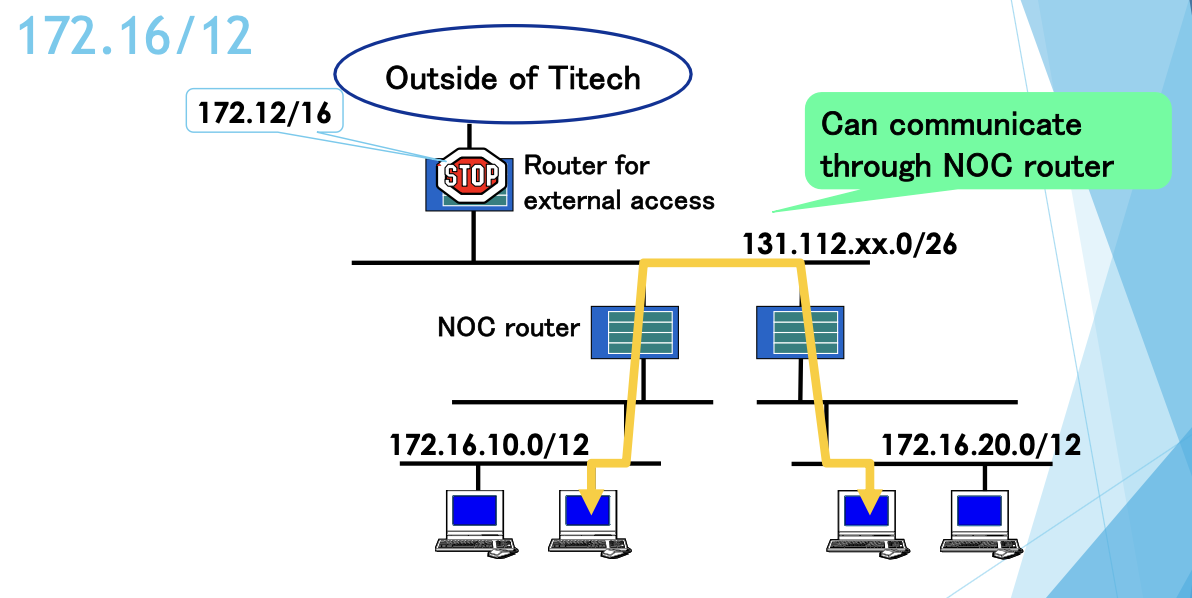 172.16/12
Outside of Titech
172.12/16
STOP
Router for
external access
Can communicate
through NOC router
131.112.xx.0/26
NOC router
172.16.10.0/12
172.16.20.0/12